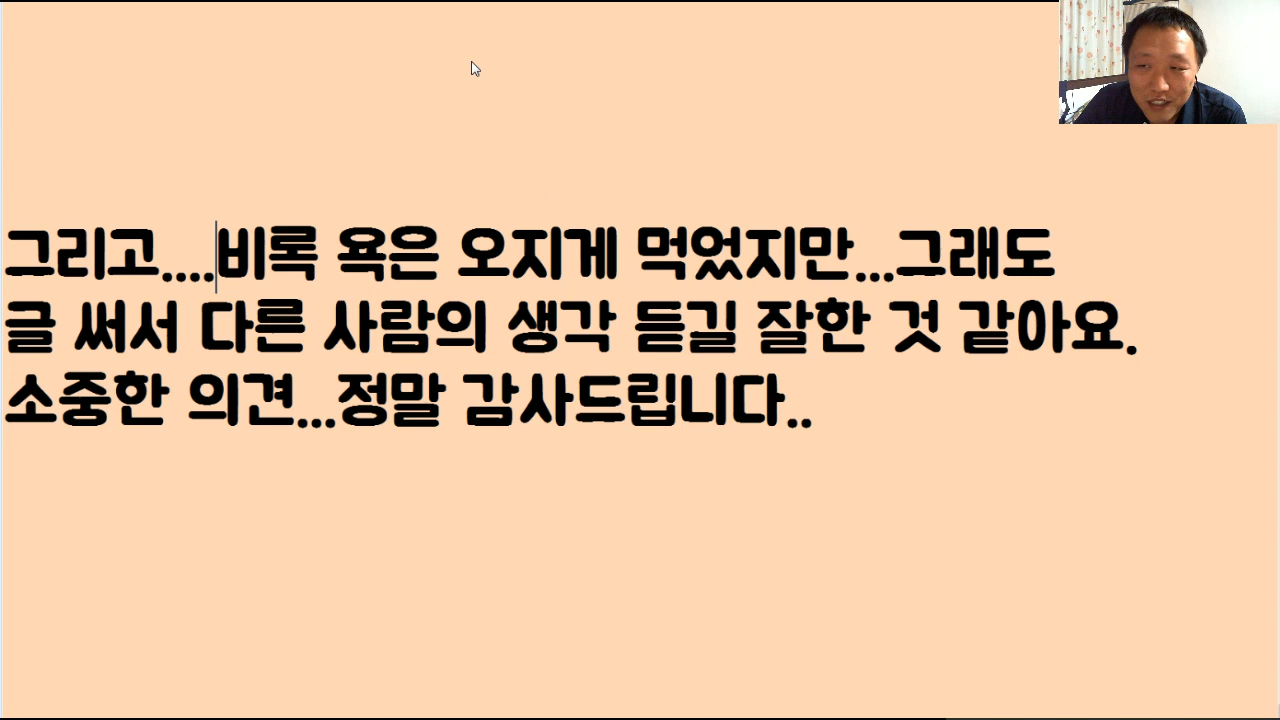 그리고....비록 욕은 오지게 먹었지만...그래도
글 써서 다른 사람의 생각 듣길 잘한 것 같아요.
소중한 의견...정말 감사드립니다..